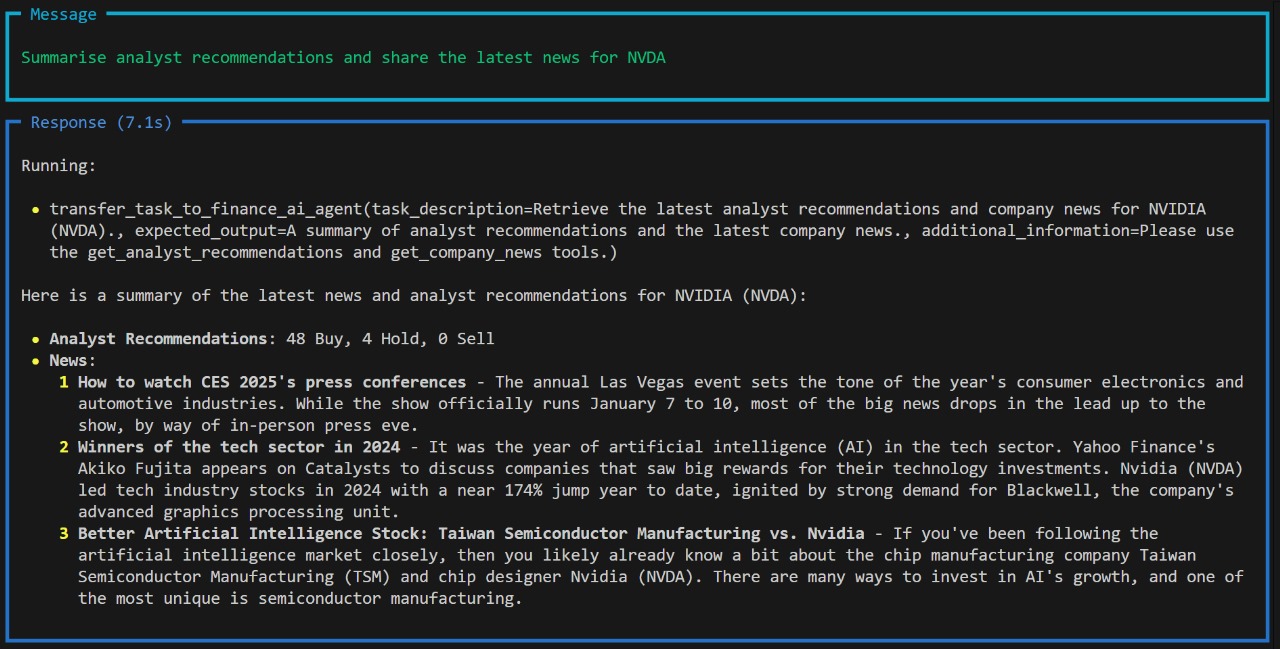 Message
Summarise analyst recommendations and share the latest news for NVDA
Response (7.1s)
Running:
• transfer_task_to_finance_ai_agent(task_description=Retrieve the latest analyst recommendations and company news for NVIDIA
(NVDA)., expected_output=A summary of analyst recommendations and the latest company news., additional_information=Please use
the get_analyst_recommendations and get_company_news tools.)
Here is a summary of the latest news and analyst recommendations for NVIDIA (NVDA):
• Analyst Recommendations: 48 Buy, 4 Hold, 0 Sell
• News:
1 How to watch CES 2025's press conferences - The annual Las Vegas event sets the tone of the year's consumer electronics and
automotive industries. While the show officially runs January 7 to 10, most of the big news drops in the lead up to the
show, by way of in-person press eve.
2 Winners of the tech sector in 2024 - It was the year of artificial intelligence (AI) in the tech sector. Yahoo Finance's
Akiko Fujita appears on Catalysts to discuss companies that saw big rewards for their technology investments. Nvidia (NVDA)
led tech industry stocks in 2024 with a near 174% jump year to date, ignited by strong demand for Blackwell, the company's
advanced graphics processing unit.
3 Better Artificial Intelligence Stock: Taiwan Semiconductor Manufacturing vs. Nvidia - If you've been following the
artificial intelligence market closely, then you likely already know a bit about the chip manufacturing company Taiwan
Semiconductor Manufacturing (TSM) and chip designer Nvidia (NVDA). There are many ways to invest in AI's growth, and one of
the most unique is semiconductor manufacturing.